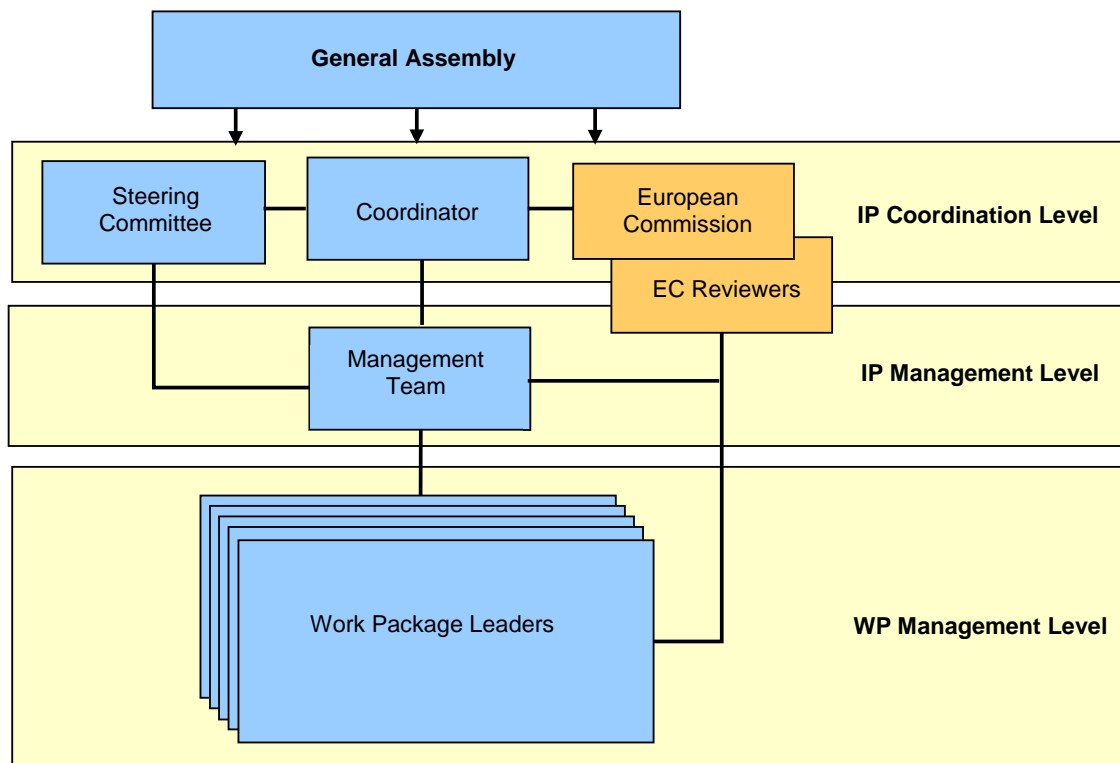 General Assembly
Steering
Committee
Coordinator
European
Commission
IP Coordination Level
EC Reviewers
Management
Team
IP Management Level
Work Package Leaders
WP Management Level